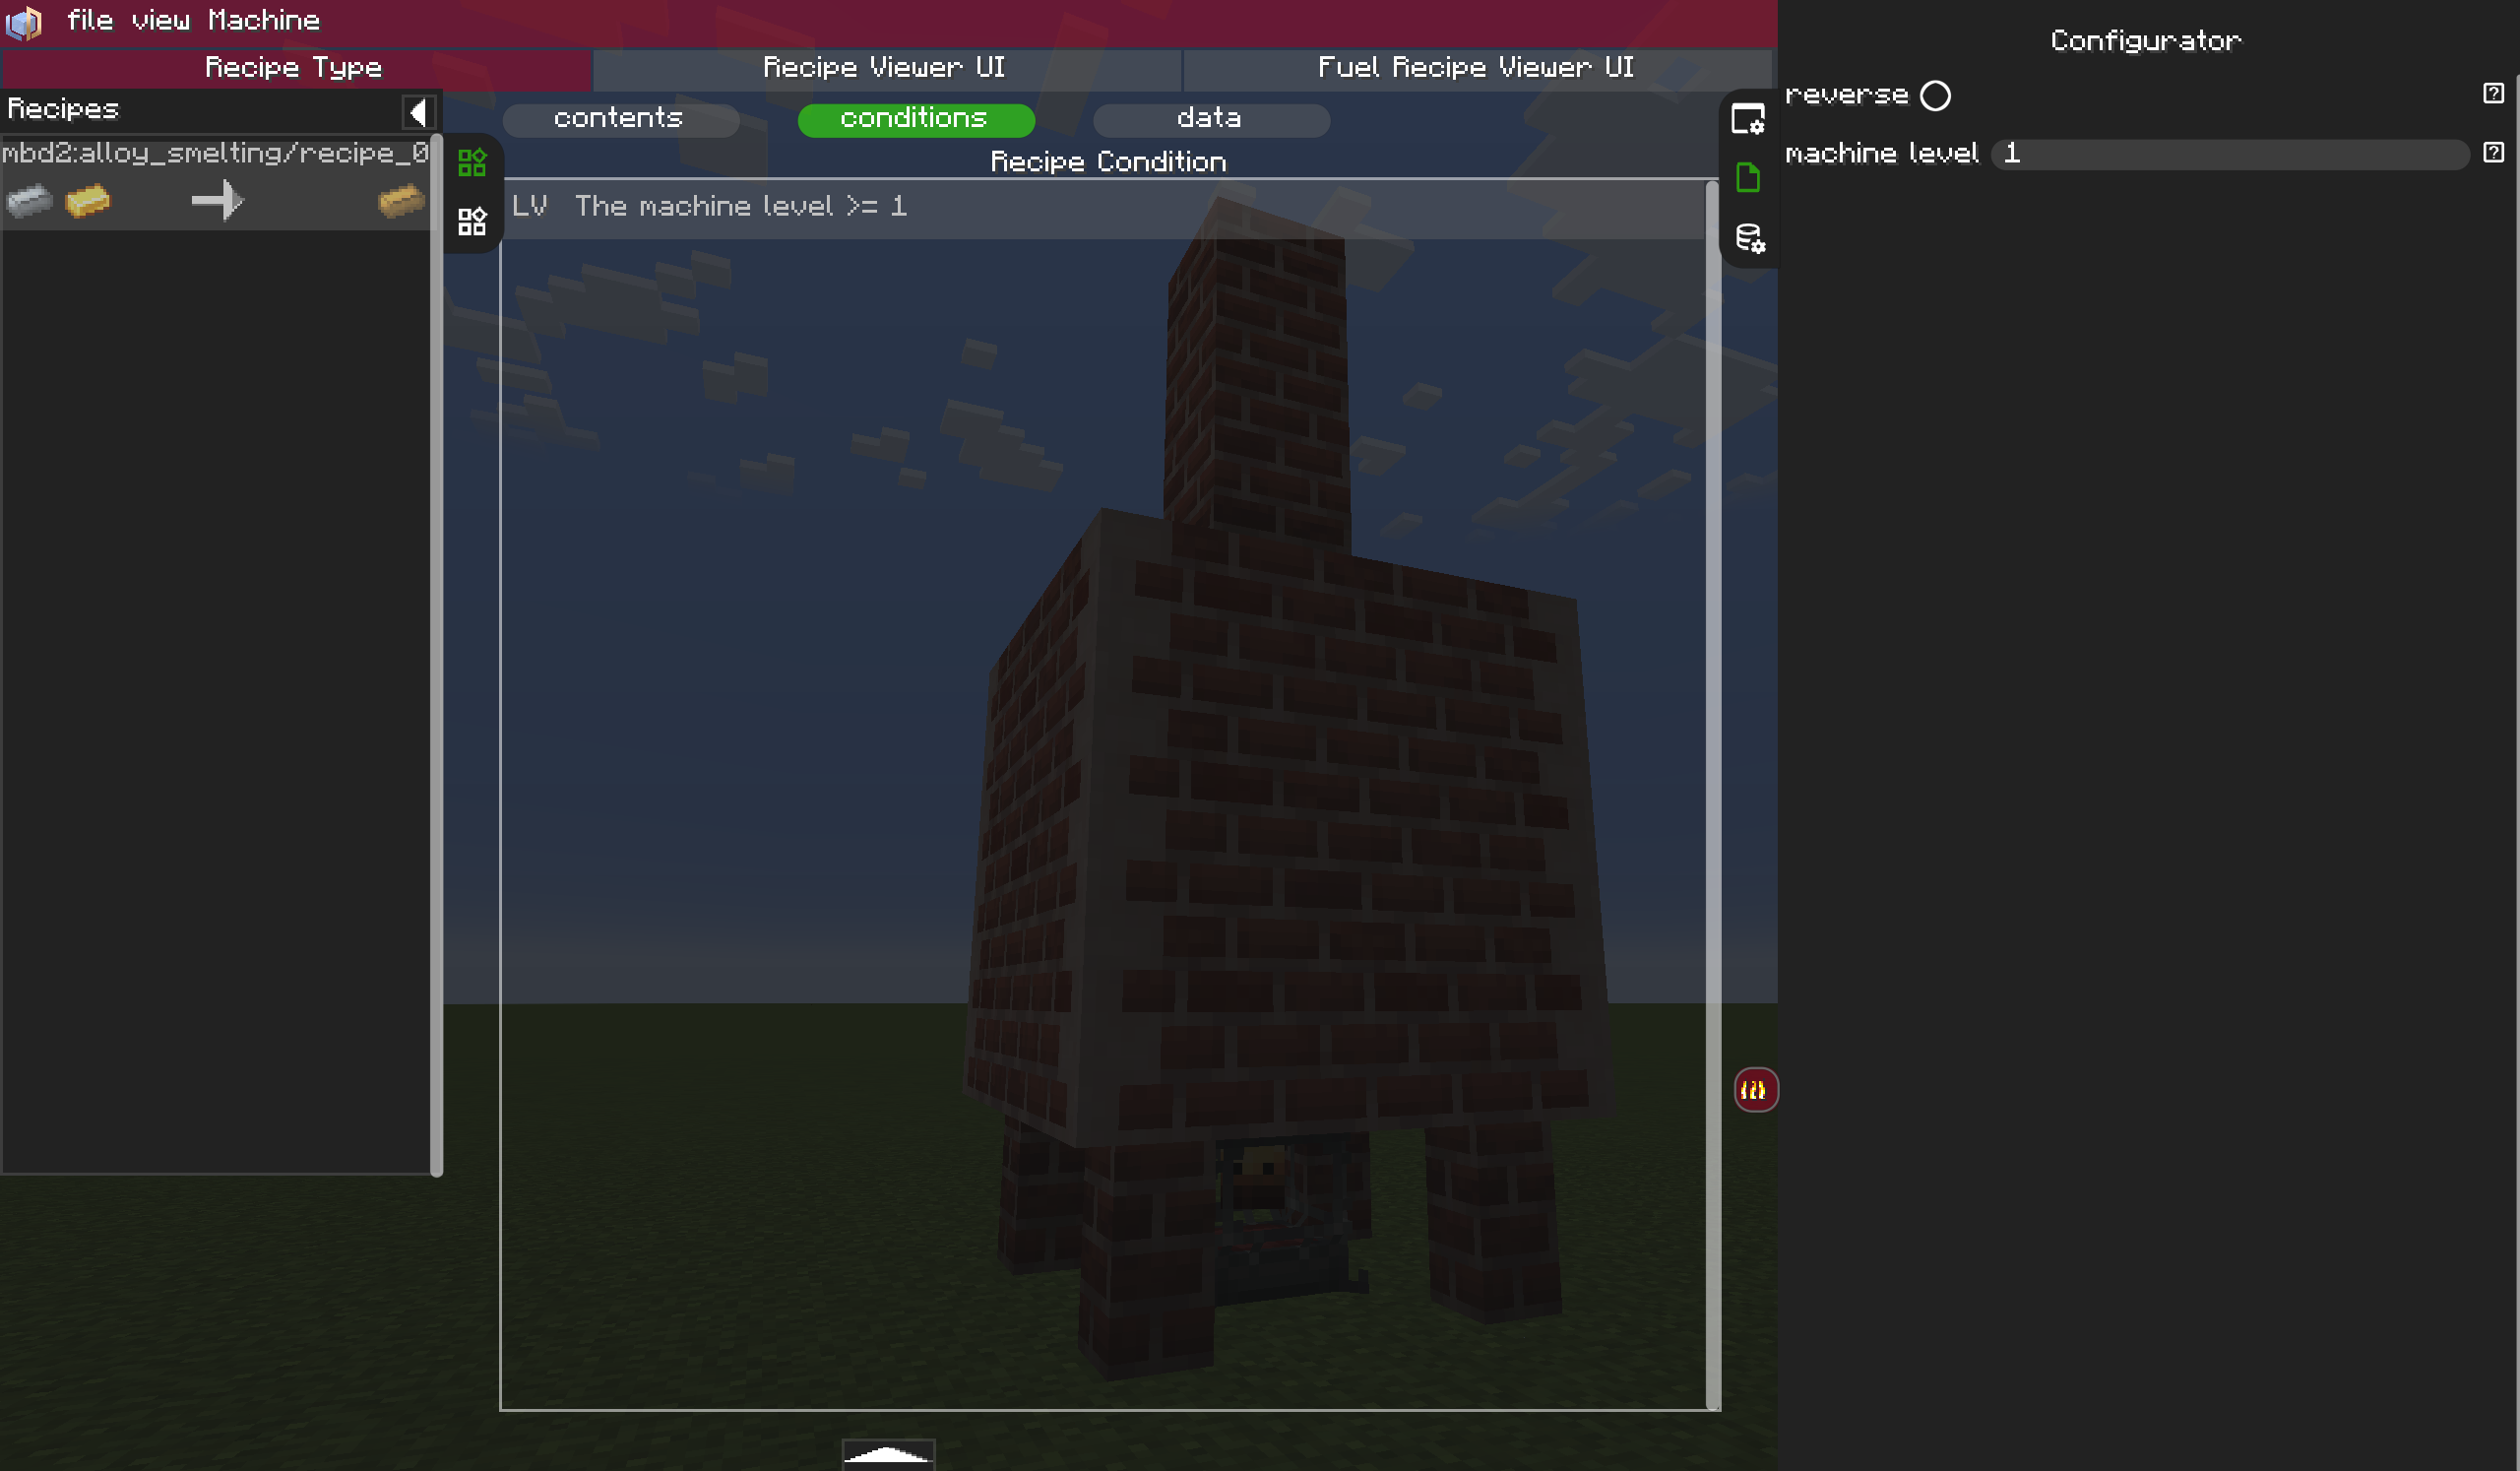 file view Machine
Recipe Type
Recipe Viewer UI
Fuel Recipe Viewer UI
Recipes
mbd2:alloy_smelting/recipe_0
contents
conditions
data
Recipe Condition
LV The machine level >= 1
Configurator
reverse
?
machine level 1
?